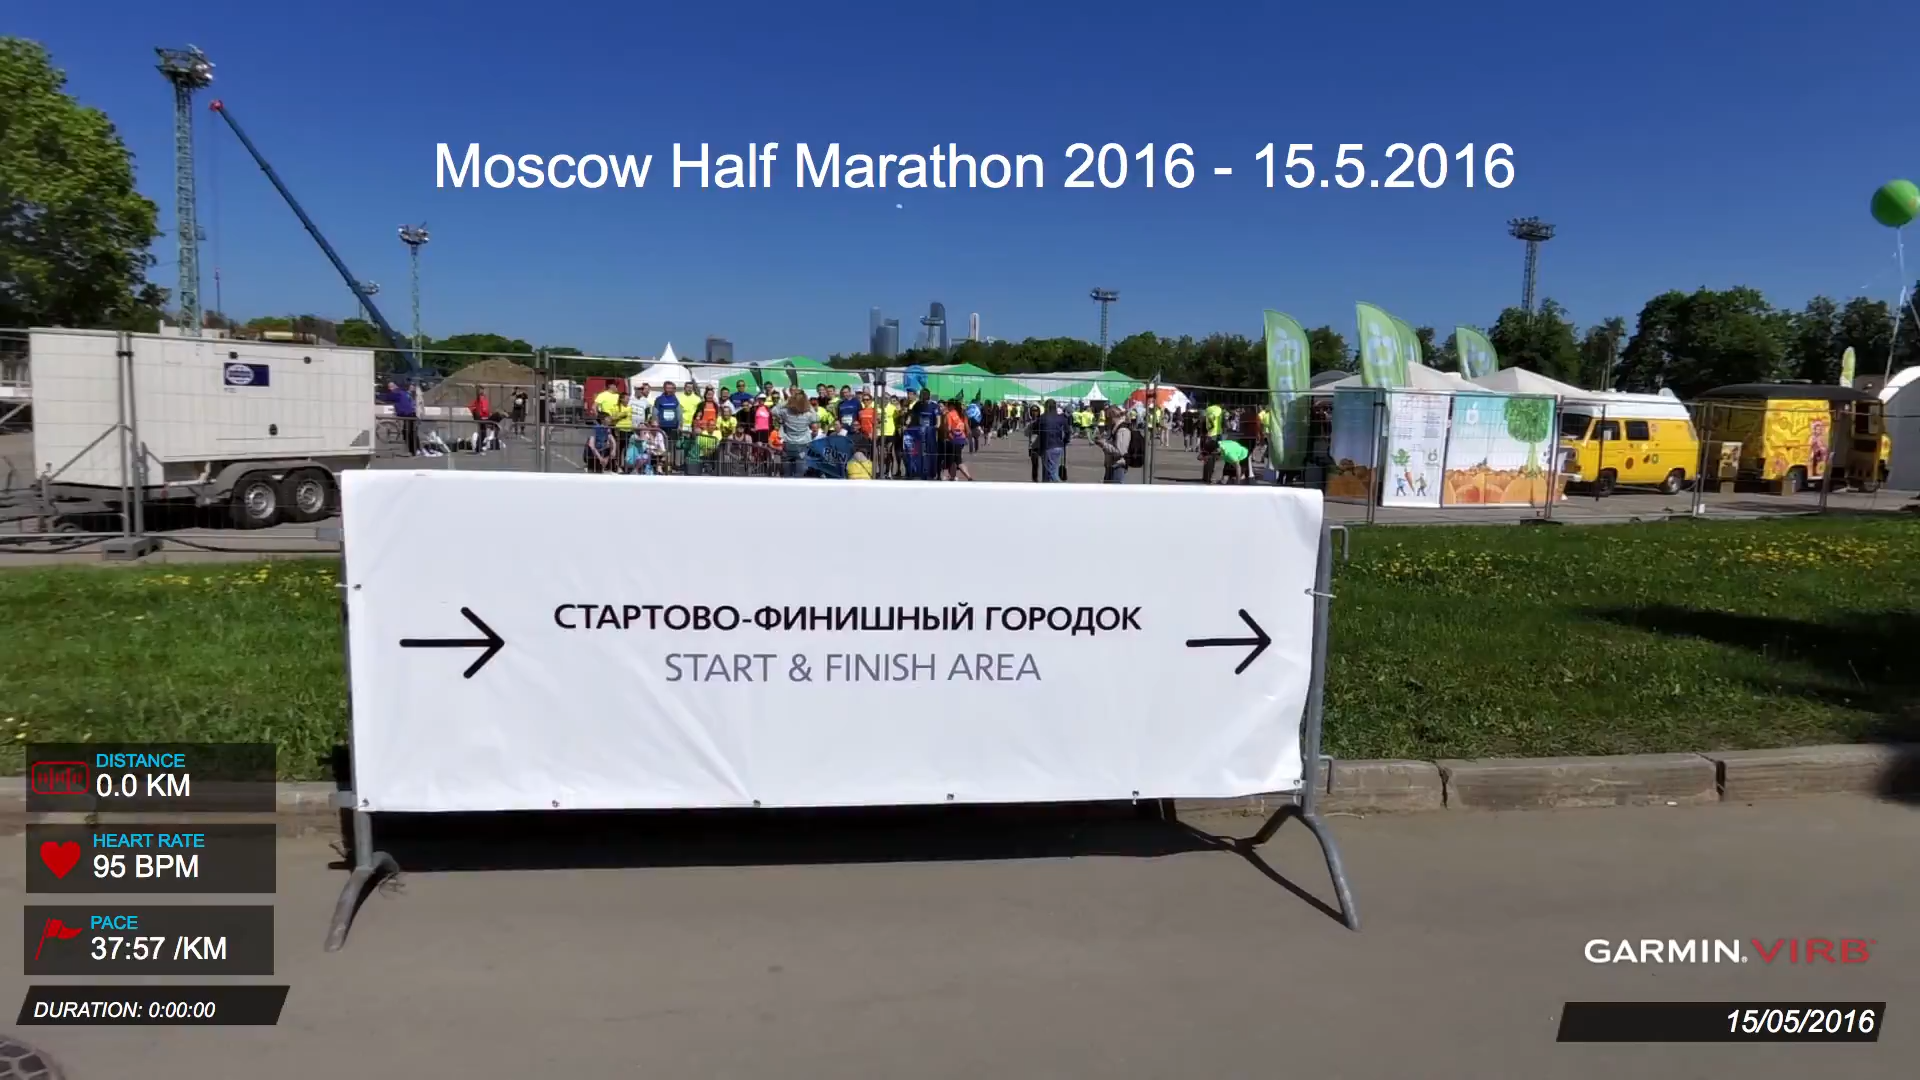 Moscow Half Marathon 2016 - 15.5.2016
RUN
СТАРТОВО-ФИНИШНЫЙ ГОРОДОК
START & FINISH AREA
DISTANCE
0.0 KM
HEART RATE
95 BPM
PACE
37:57 /KM
DURATION: 0:00:00
GARMIN. VIRB
15/05/2016